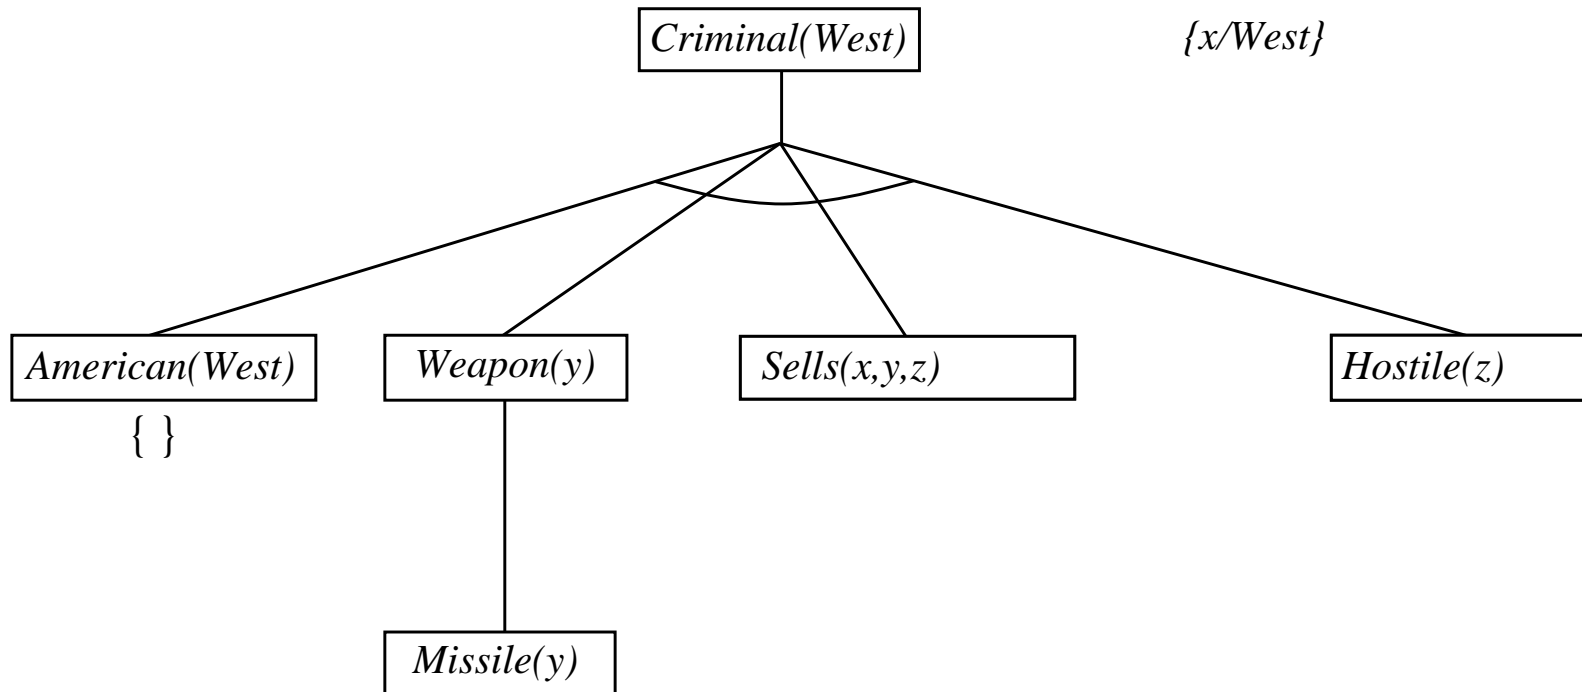 Criminal(West)
{x/West}
American(West)
Weapon(y)
Sells(x,y,z)
Hostile(z)
{ }
Missile(y)